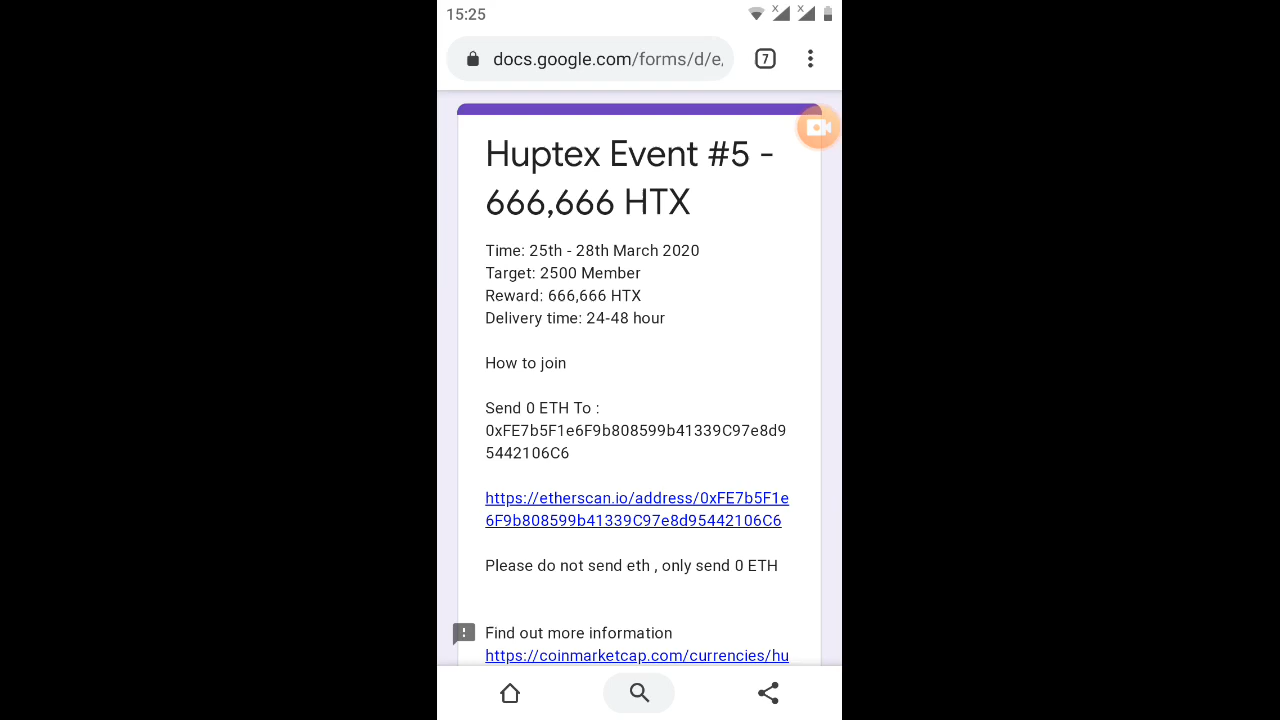 15:25
docs.google.com/forms/d/e,
7
Huptex Event #5 -
666,666 HTX
Time: 25th - 28th March 2020
Target: 2500 Member
Reward: 666,666 HTX
Delivery time: 24-48 hour
How to join
Send 0 ETH To :
0xFE7b5F1e6F9b808599b41339C97e8d9
5442106C6
https://etherscan.io/address/0xFE7b5F1e
6F9b808599b41339C97e8d95442106C6
Please do not send eth , only send 0 ETH
Find out more information
https://coinmarketcap.com/currencies/hu